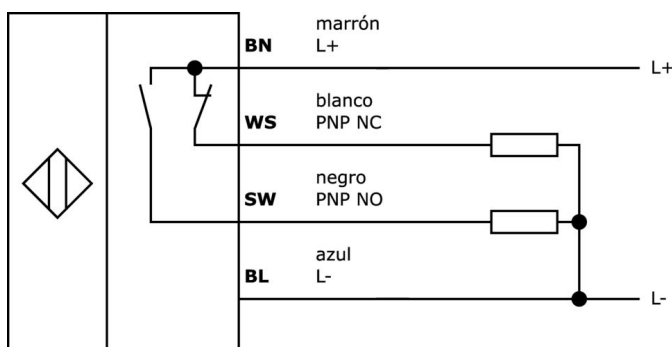 marrón
BN L+
L+
blanco
WS PNP NC
negro
SW PNP NO
azul
BL L-
L-